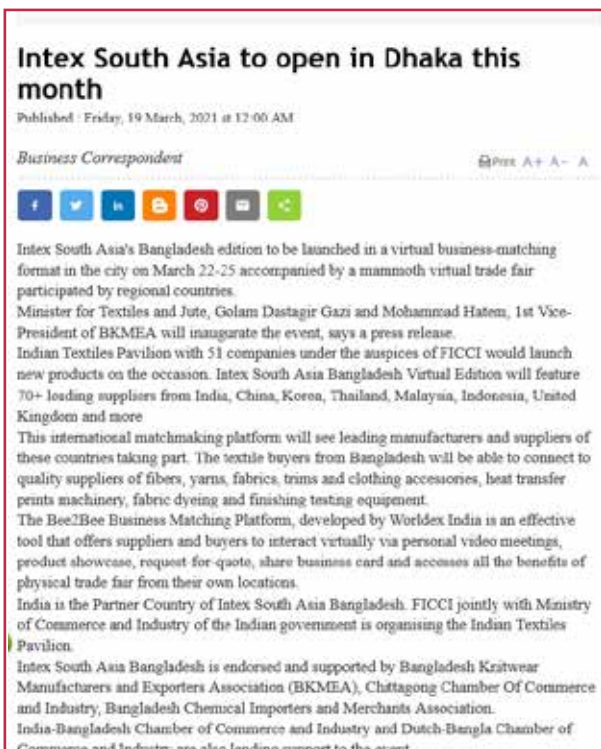 Intex South Asia to open in Dhaka this
month
Published : Friday, 19 March, 2021 at 12:00 AM
Business Correspondent
Print A+ A- A
Intex South Asia's Bangladesh edition to be launched in a virtual business-matching
format in the city on March 22-25 accompanied by a mammoth virtual trade fair
participated by regional countries.
Minister for Textiles and Jute, Golam Dastagir Gazi and Mohammad Hatem, 1st Vice-
President of BKMEA will inaugurate the event, says a press release.
Indian Textiles Pavilion with 51 companies under the auspices of FICCI would launch
new products on the occasion. Intex South Asia Bangladesh Virtual Edition will feature
70+ leading suppliers from India, China, Korea, Thailand, Malaysia, Indonesia, United
Kingdom and more
This international matchmaking platform will see leading manufacturers and suppliers of
these countries taking part. The textile buyers from Bangladesh will be able to connect to
quality suppliers of fibers, yarns, fabrics, trims and clothing accessories, heat transfer
prints machinery, fabric dyeing and finishing testing equipment.
The Bee2Bee Business Matching Platform, developed by Worldex India is an effective
tool that offers suppliers and buyers to interact virtually via personal video meetings,
product showcase, request-for-quote, share business card and accesses all the benefits of
physical trade fair from their own locations.
India is the Partner Country of Intex South Asia Bangladesh. FICCI jointly with Ministry
of Commerce and Industry of the Indian government is organising the Indian Textiles
Pavilion.
Intex South Asia Bangladesh is endorsed and supported by Bangladesh Knitwear
Manufacturers and Exporters Association (BKMEA), Chittagong Chamber Of Commerce
and Industry, Bangladesh Chemical Importers and Merchants Association.
India-Bangladesh Chamber of Commerce and Industry and Dutch-Bangla Chamber of
Commerce and Industry are also lending support to the event